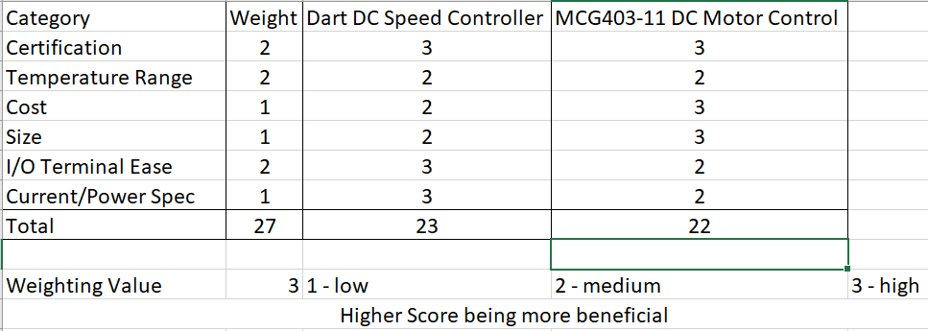 Category Weight Dart DC Speed Controller MCG403-11 DC Motor Control
Certification 2 3 3
Temperature Range 2 2 2
Cost 1 2 3
Size 1 2 3
I/O Terminal Ease 2 3 2
Current/Power Spec 1 3 2
Total 27 23 22
Weighting Value 3 1 - low 2 - medium 3 - high
Higher Score being more beneficial